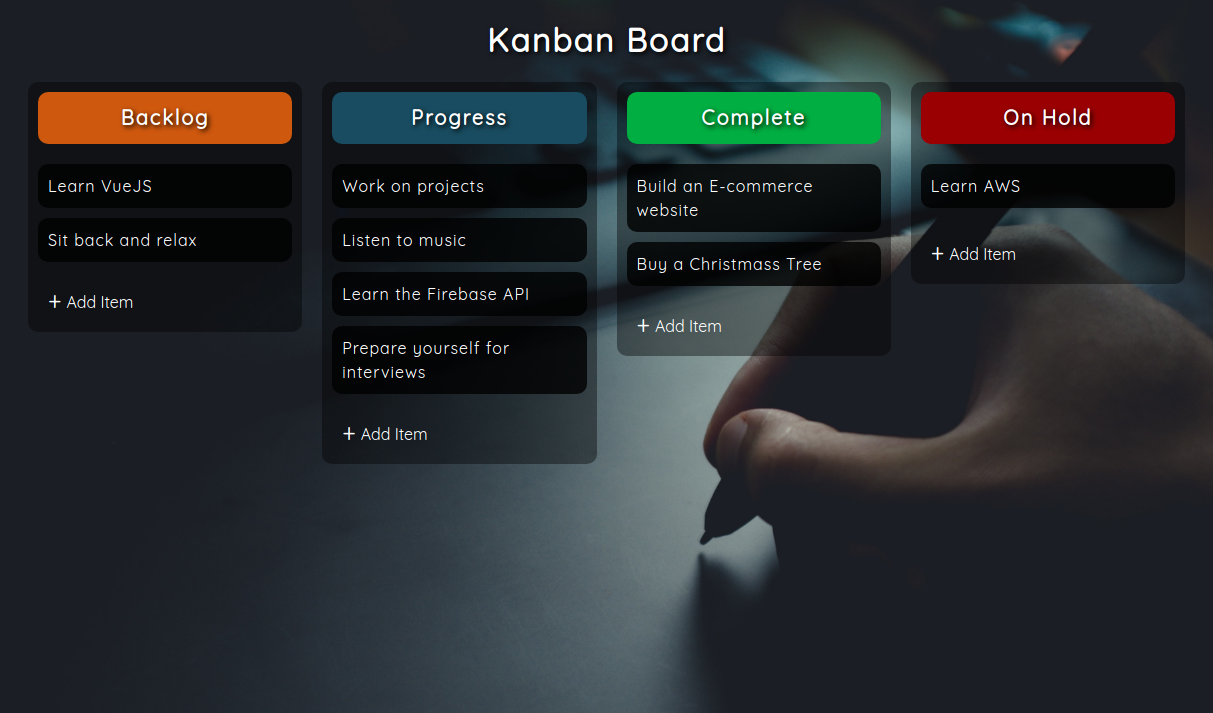 Kanban Board
Backlog
Learn VueJS
Sit back and relax
+ Add Item
Progress
Work on projects
Listen to music
Learn the Firebase API
Prepare yourself for
interviews
+ Add Item
Complete
Build an E-commerce
website
Buy a Christmass Tree
+ Add Item
On Hold
Learn AWS
+ Add Item